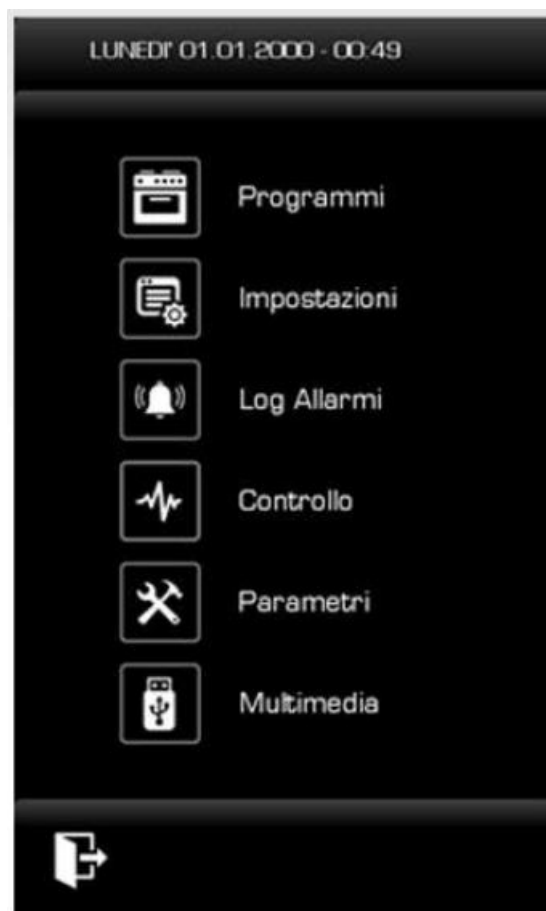 LUNEDI' 01.01.2000 - 00:49
Programmi
Impostazioni
Log Allarmi
Controllo
Parametri
Multimedia